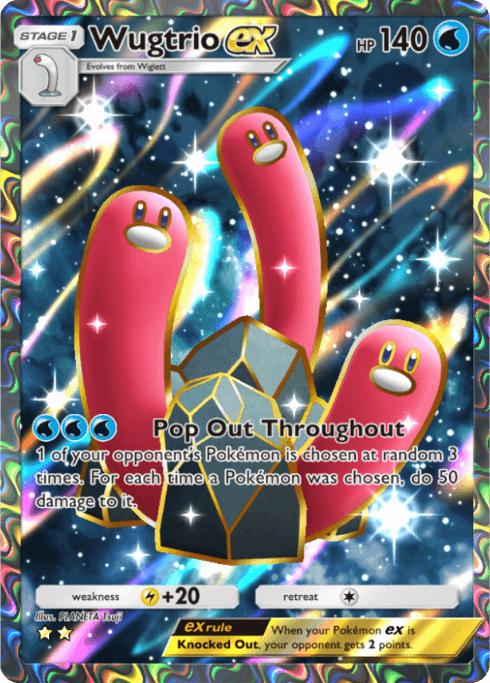 STAGE 1 Wugtrio ex HP 140
Evolves from Wiglett
Pop Out Throughout
1 of your opponent's Pokémon is chosen at random 3
times. For each time a Pokémon was chosen, do 50
damage to it.
weakness +20 retreat
Illus. PLANETA Tsuji
ex rule When your Pokémon ex is
Knocked Out, your opponent gets 2 points.